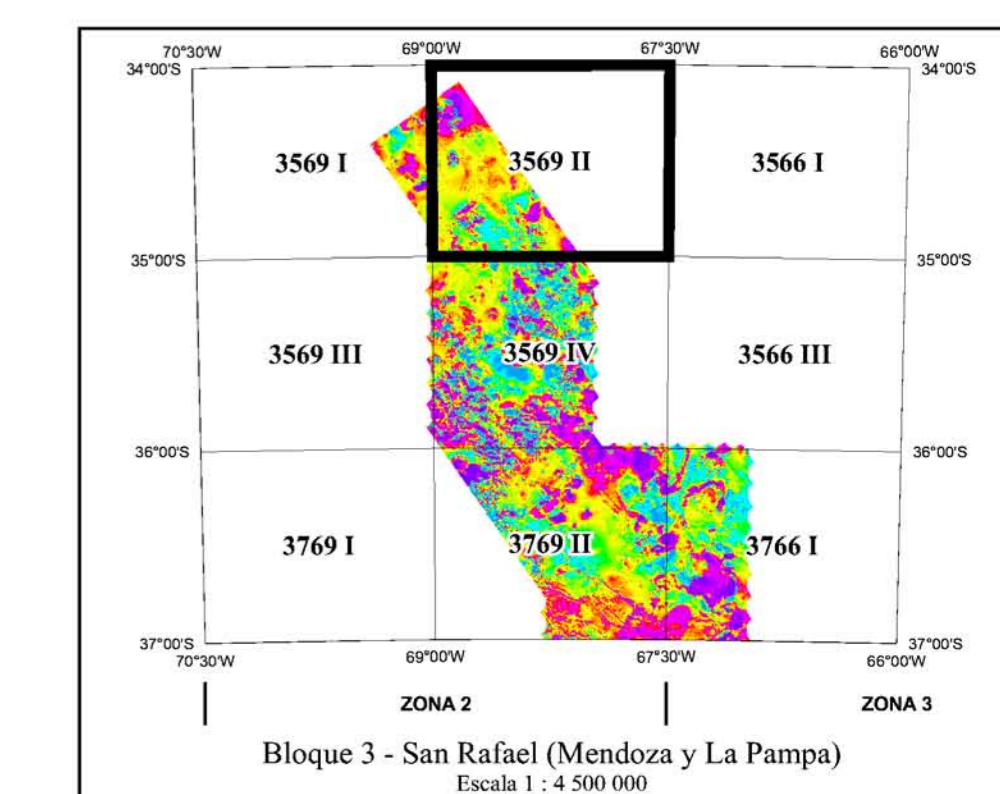 70°30'W 69°00'W 67°30'W 66°00'W
34°00'S 34°00'S
3569 I 3569 II 3566 I
35°00'S 35°00'S
3569 III 3569 IV 3566 III
36°00'S 36°00'S
3769 I 3769 II 3766 I
37°00'S 37°00'S
70°30'W 69°00'W 67°30'W 66°00'W
ZONA 2 ZONA 3
Bloque 3 - San Rafael (Mendoza y La Pampa)
Escala 1 : 4 500 000